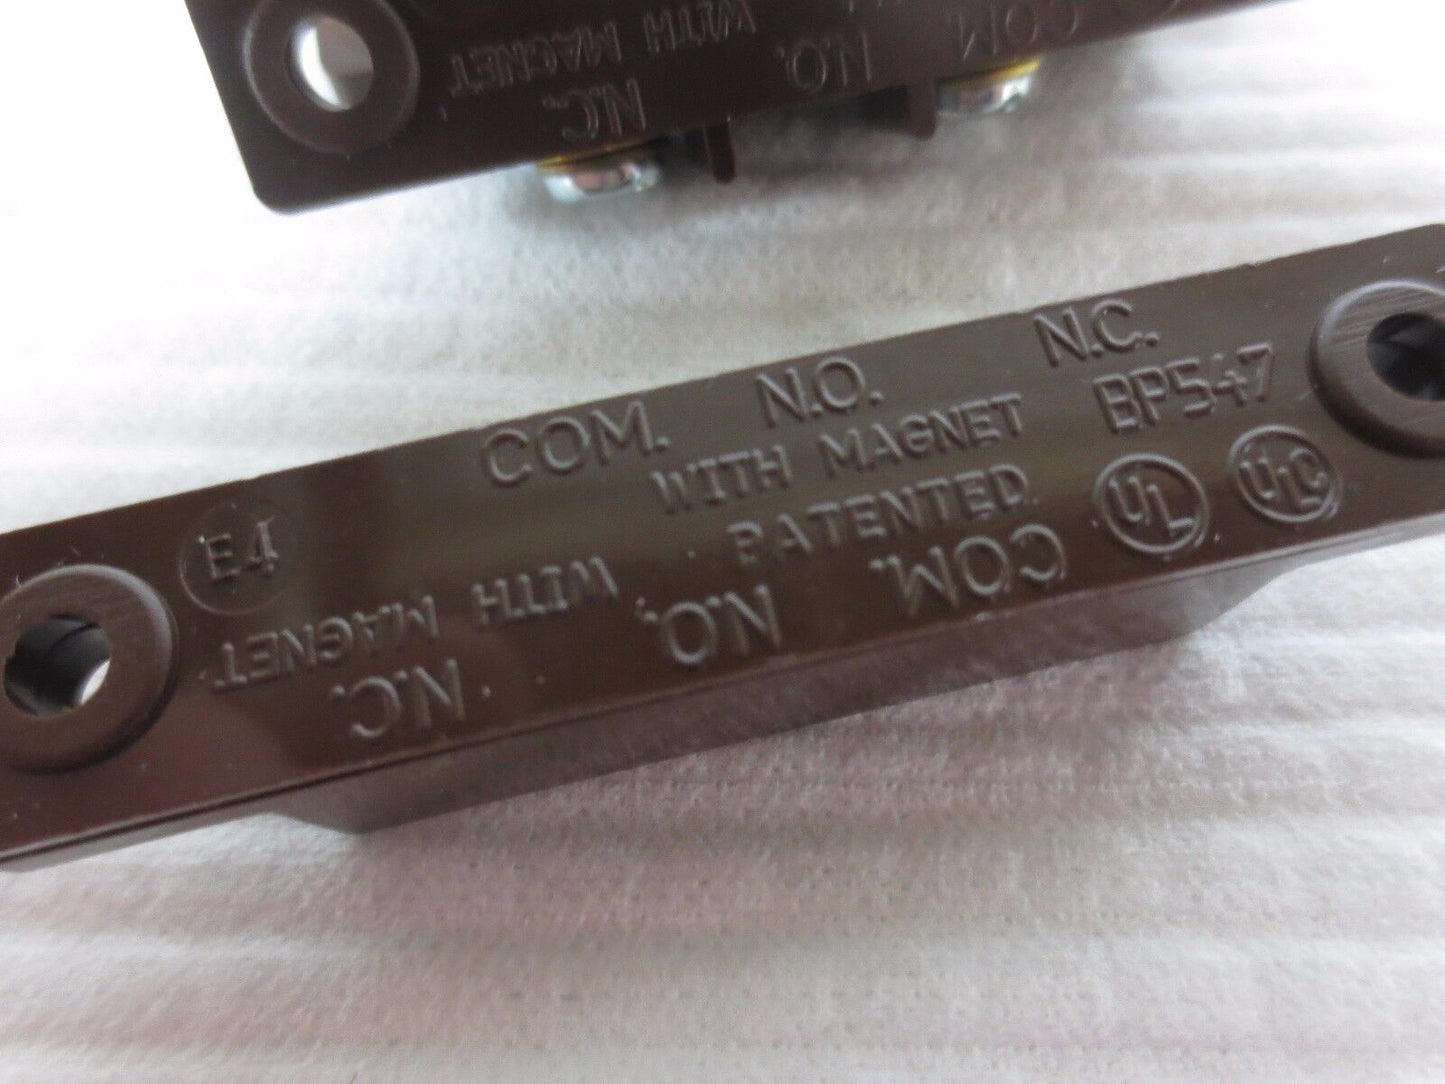 WITH MAGNET
N.C. N.O. COM.
COM. N.O. N.C.
WITH MAGNET BP547
PATENTED UL ULC
E4
WITH MAGNET
N.C. N.O. COM.